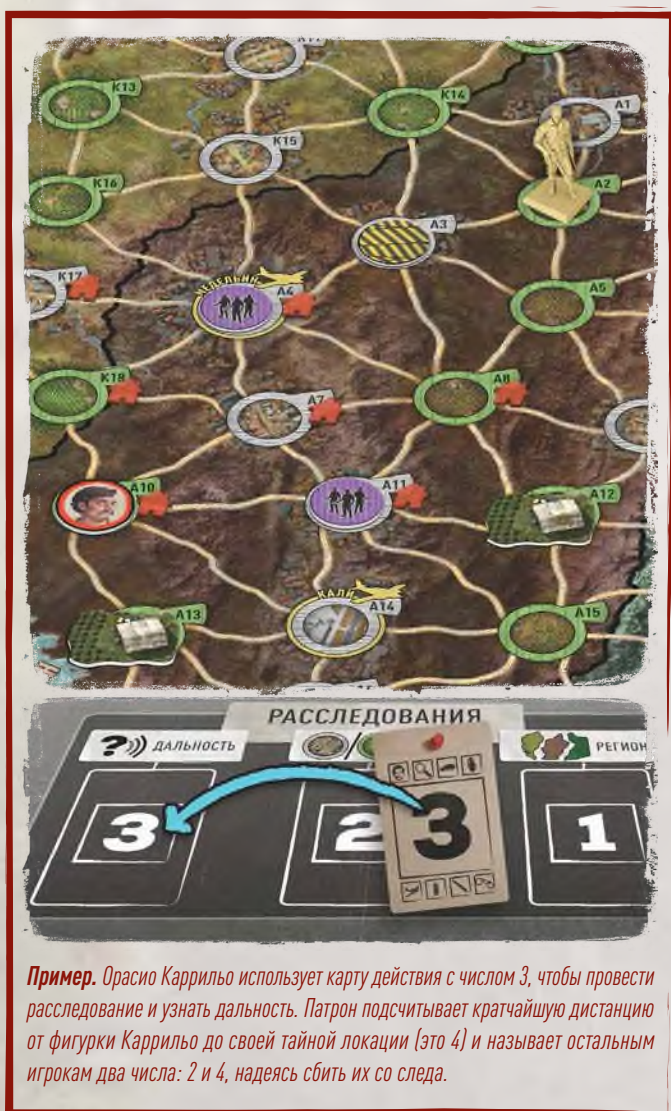 K13
K14
A1
K15
K16
A2
A3
K17
МЕДЕЛЬИН
A4
A5
K18
A7
A8
A10
A11
A12
A13
КАЛИ
A14
A15
РАССЛЕДОВАНИЯ
?))) ДАЛЬНОСТЬ
/
РЕГИОН
3
2
3
1
Пример. Орасио Каррильо использует карту действия с числом 3, чтобы провести
расследование и узнать дальность. Патрон подсчитывает кратчайшую дистанцию
от фигурки Каррильо до своей тайной локации (это 4) и называет остальным
игрокам два числа: 2 и 4, надеясь сбить их со следа.